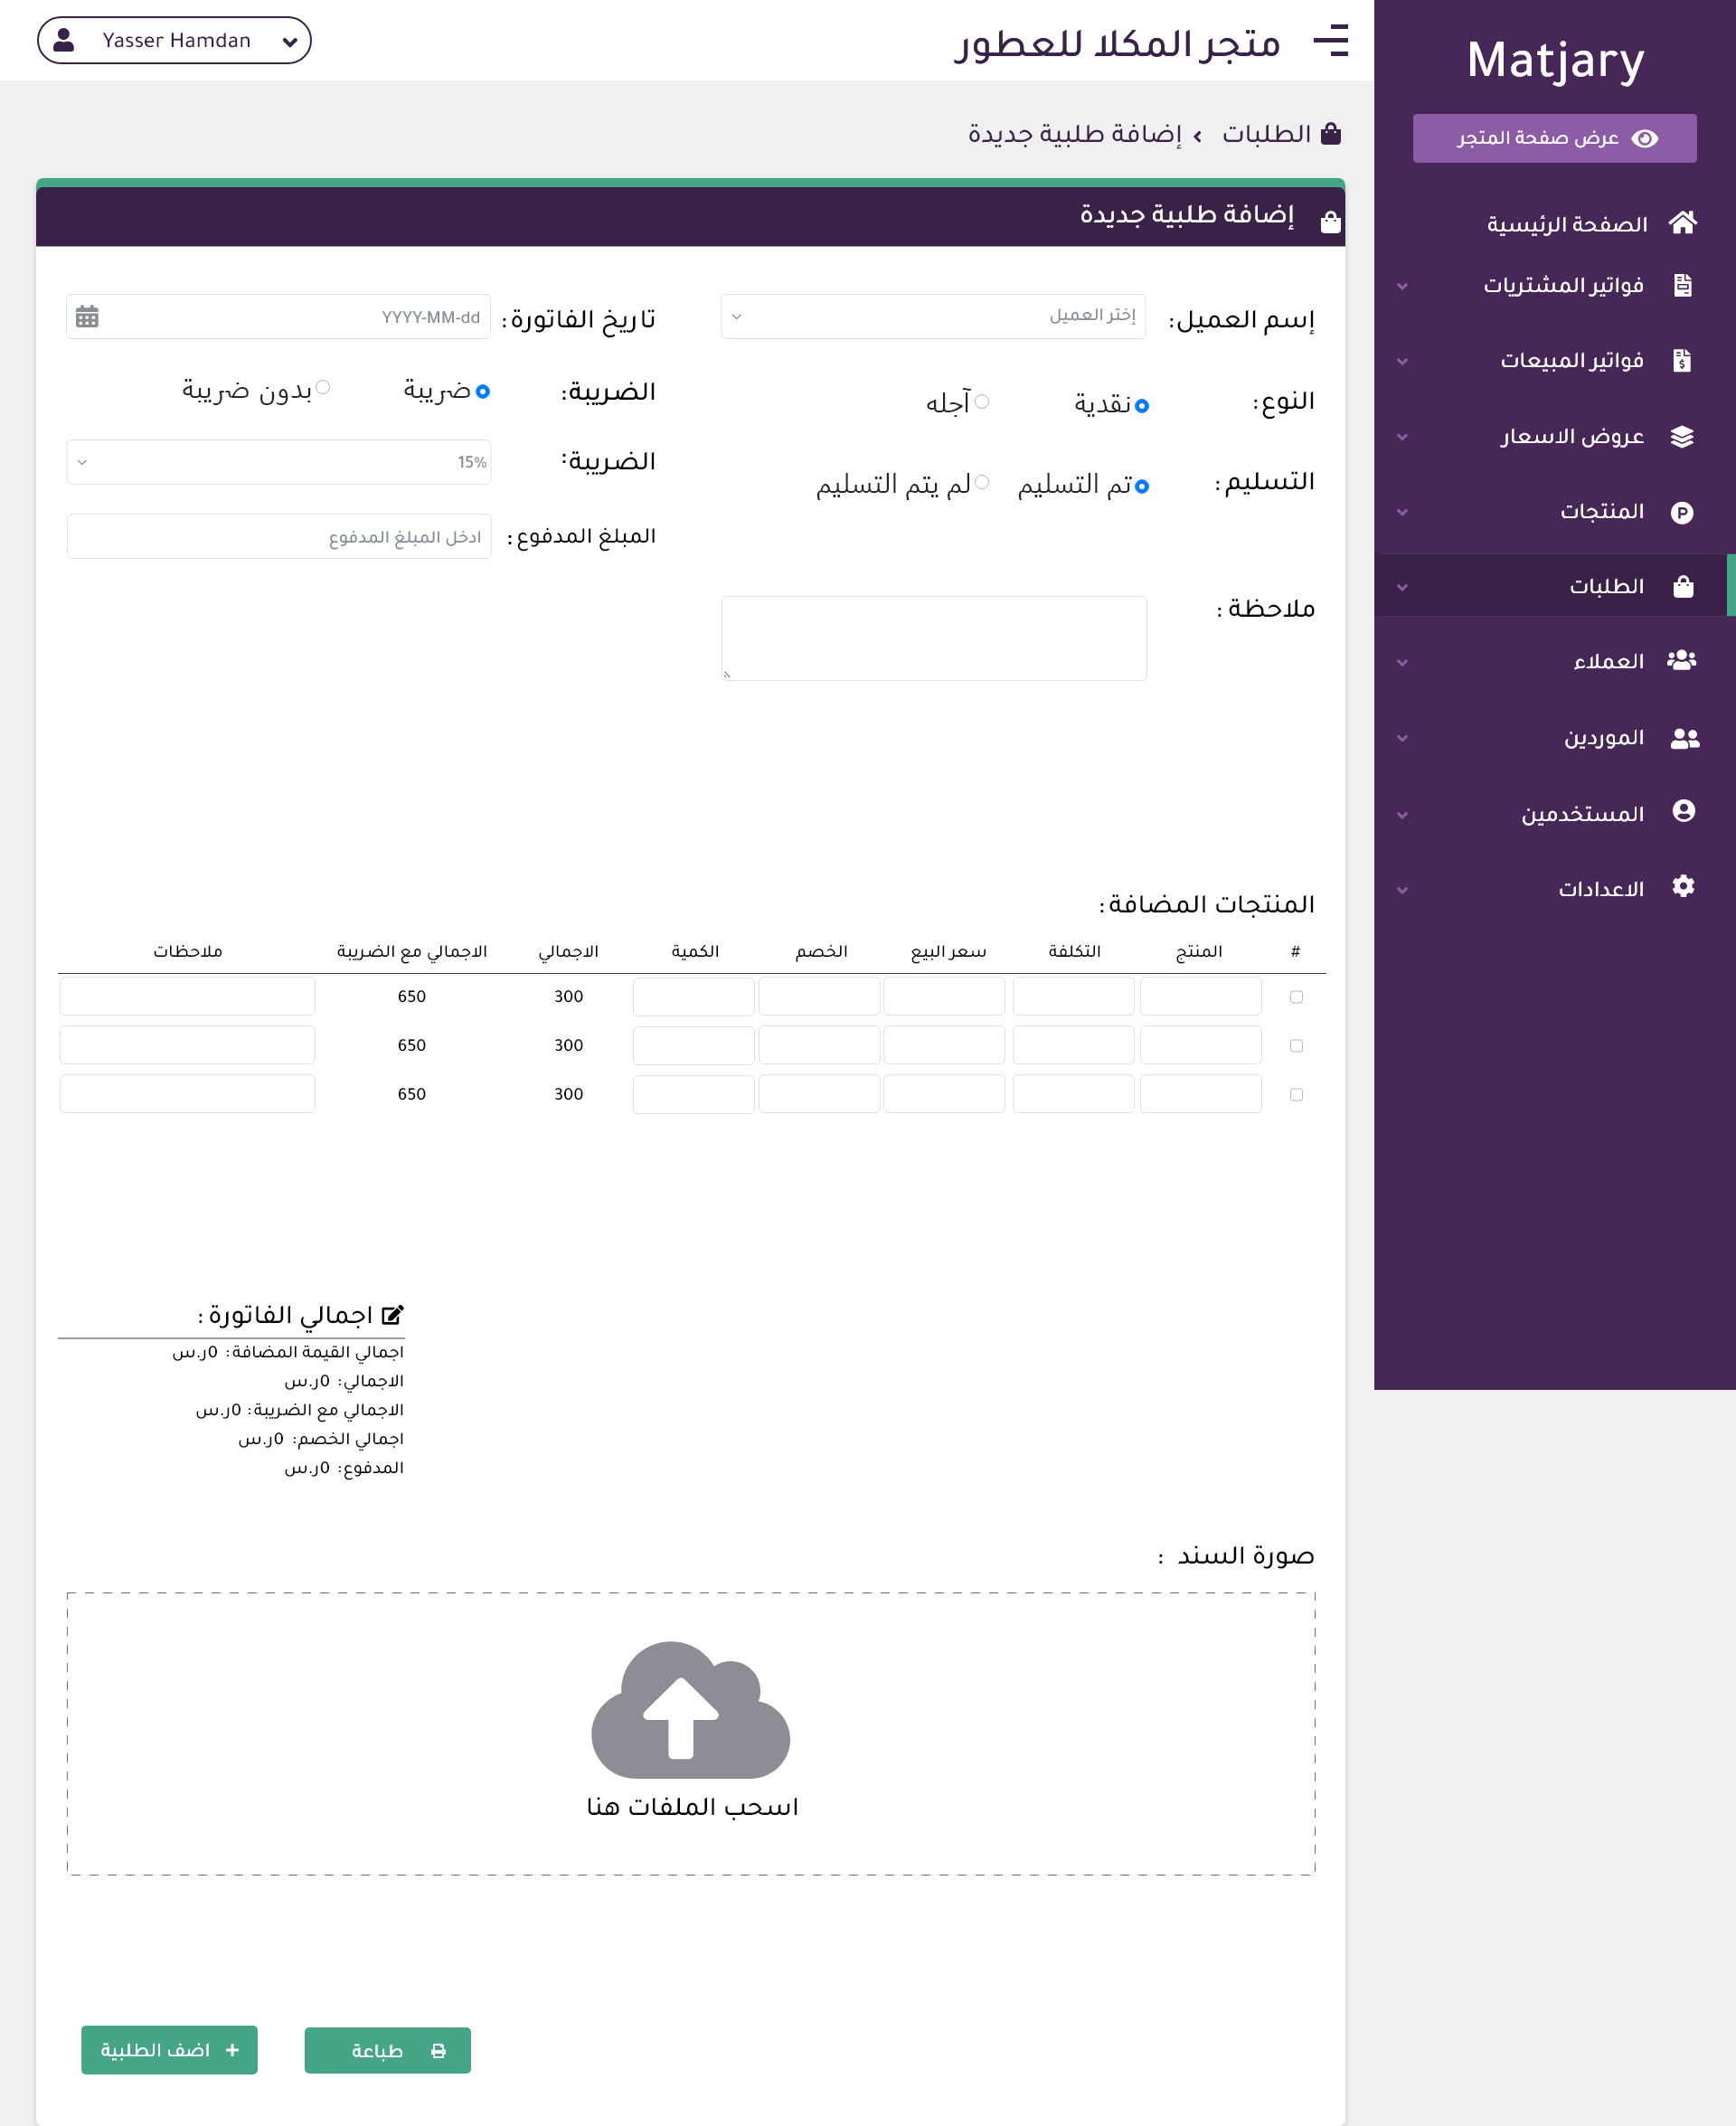 Matjary
عرض صفحة المتجر
الصفحة الرئيسية
فواتير المشتريات
فواتير المبيعات
عروض الاسعار
المنتجات
الطلبات
العملاء
الموردين
المستخدمين
الاعدادات
متجر المكلا للعطور
Yasser Hamdan
الطلبات › إضافة طلبية جديدة
إضافة طلبية جديدة
إسم العميل: إختر العميل
تاريخ الفاتورة: YYYY-MM-dd
النوع: نقدية آجله
الضريبة: ضريبة بدون ضريبة
التسليم: تم التسليم لم يتم التسليم
الضريبة: 15%
المبلغ المدفوع: ادخل المبلغ المدفوع
ملاحظة :
المنتجات المضافة:
# المنتج التكلفة سعر البيع الخصم الكمية الاجمالي الاجمالي مع الضريبة ملاحظات
300 650
300 650
300 650
اجمالي الفاتورة :
اجمالي القيمة المضافة: 0ر.س
الاجمالي: 0ر.س
الاجمالي مع الضريبة: 0ر.س
اجمالي الخصم: 0ر.س
المدفوع: 0ر.س
صورة السند :
اسحب الملفات هنا
طباعة
+ اضف الطلبية